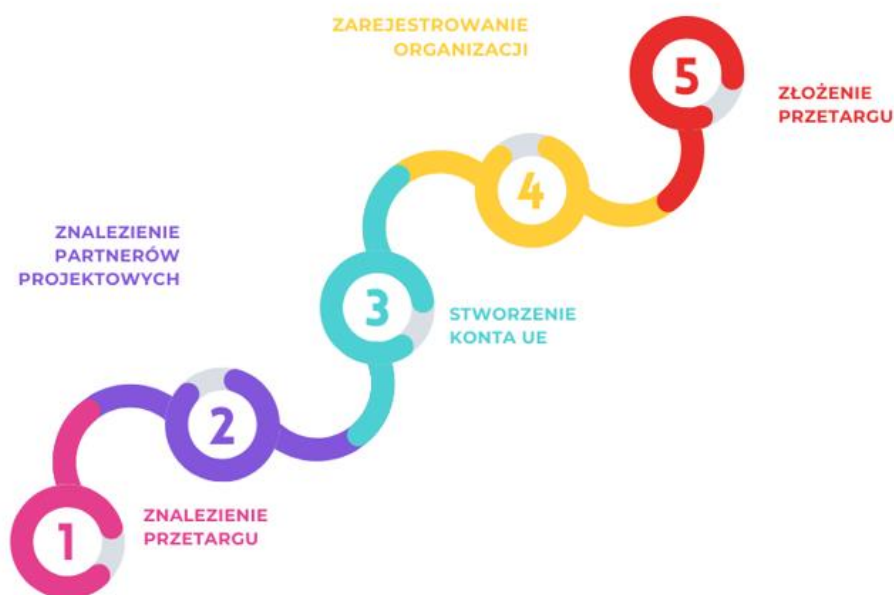 1
ZNALEZIENIE
PRZETARGU
2
ZNALEZIENIE
PARTNERÓW
PROJEKTOWYCH
3
STWORZENIE
KONTA UE
4
ZAREJESTROWANIE
ORGANIZACJI
5
ZŁOŻENIE
PRZETARGU